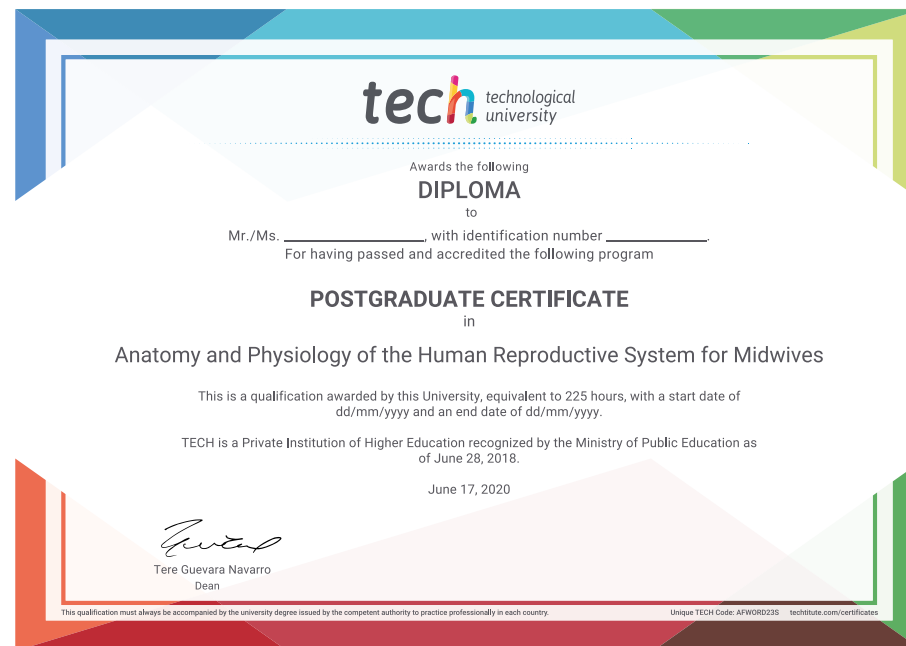 tech technological
university
Awards the following
DIPLOMA
to
Mr./Ms. ____________________, with identification number ______________.
For having passed and accredited the following program
POSTGRADUATE CERTIFICATE
in
Anatomy and Physiology of the Human Reproductive System for Midwives
This is a qualification awarded by this University, equivalent to 225 hours, with a start date of
dd/mm/yyyy and an end date of dd/mm/yyyy.
TECH is a Private Institution of Higher Education recognized by the Ministry of Public Education as
of June 28, 2018.
June 17, 2020
Tere Guevara Navarro
Dean
This qualification must always be accompanied by the university degree issued by the competent authority to practice professionally in each country. Unique TECH Code: AFWORD23S techtitute.com/certificates